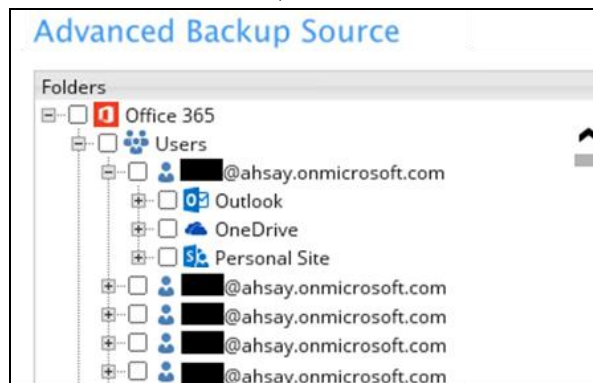 Advanced Backup Source
Folders
Office 365
Users
@ahsay.onmicrosoft.com
Outlook
OneDrive
Personal Site
@ahsay.onmicrosoft.com
@ahsay.onmicrosoft.com
@ahsay.onmicrosoft.com
@ahsay.onmicrosoft.com